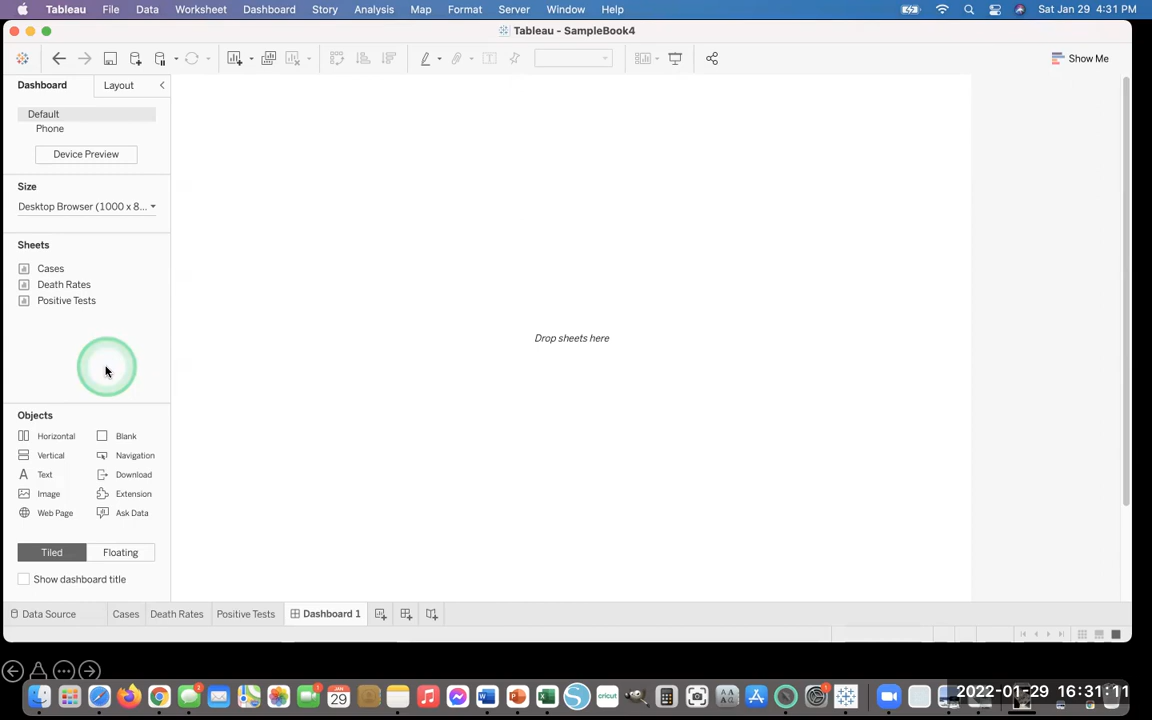 Tableau File Data Worksheet Dashboard Story Analysis Map Format Server Window Help Sat Jan 29 4:31 PM
Tableau - SampleBook4
Show Me
Dashboard Layout
Default
Phone
Device Preview
Size
Desktop Browser (1000 x 8...
Sheets
Cases
Death Rates
Positive Tests
Drop sheets here
Objects
Horizontal Blank
Vertical Navigation
Text Download
Image Extension
Web Page Ask Data
Tiled Floating
Show dashboard title
Data Source Cases Death Rates Positive Tests Dashboard 1
2022-01-29 16:31:11